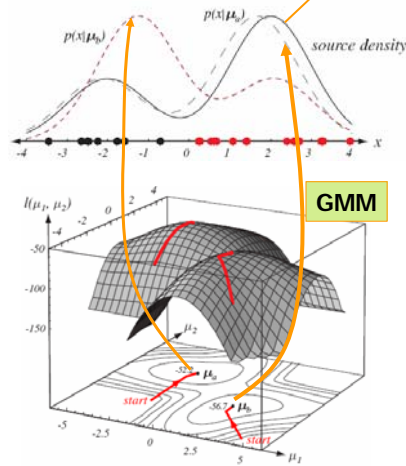 p(x|μb)
p(x|μa)
source density
-4 -3 -2 -1 0 1 2 3 4 x
GMM
l(μ1, μ2)
-4 -2 0 2 4
-50
-100
-150
μ2
-52.2
μa
start
-56.7
μb
start
-5 -2.5 0 2.5 5 μ1